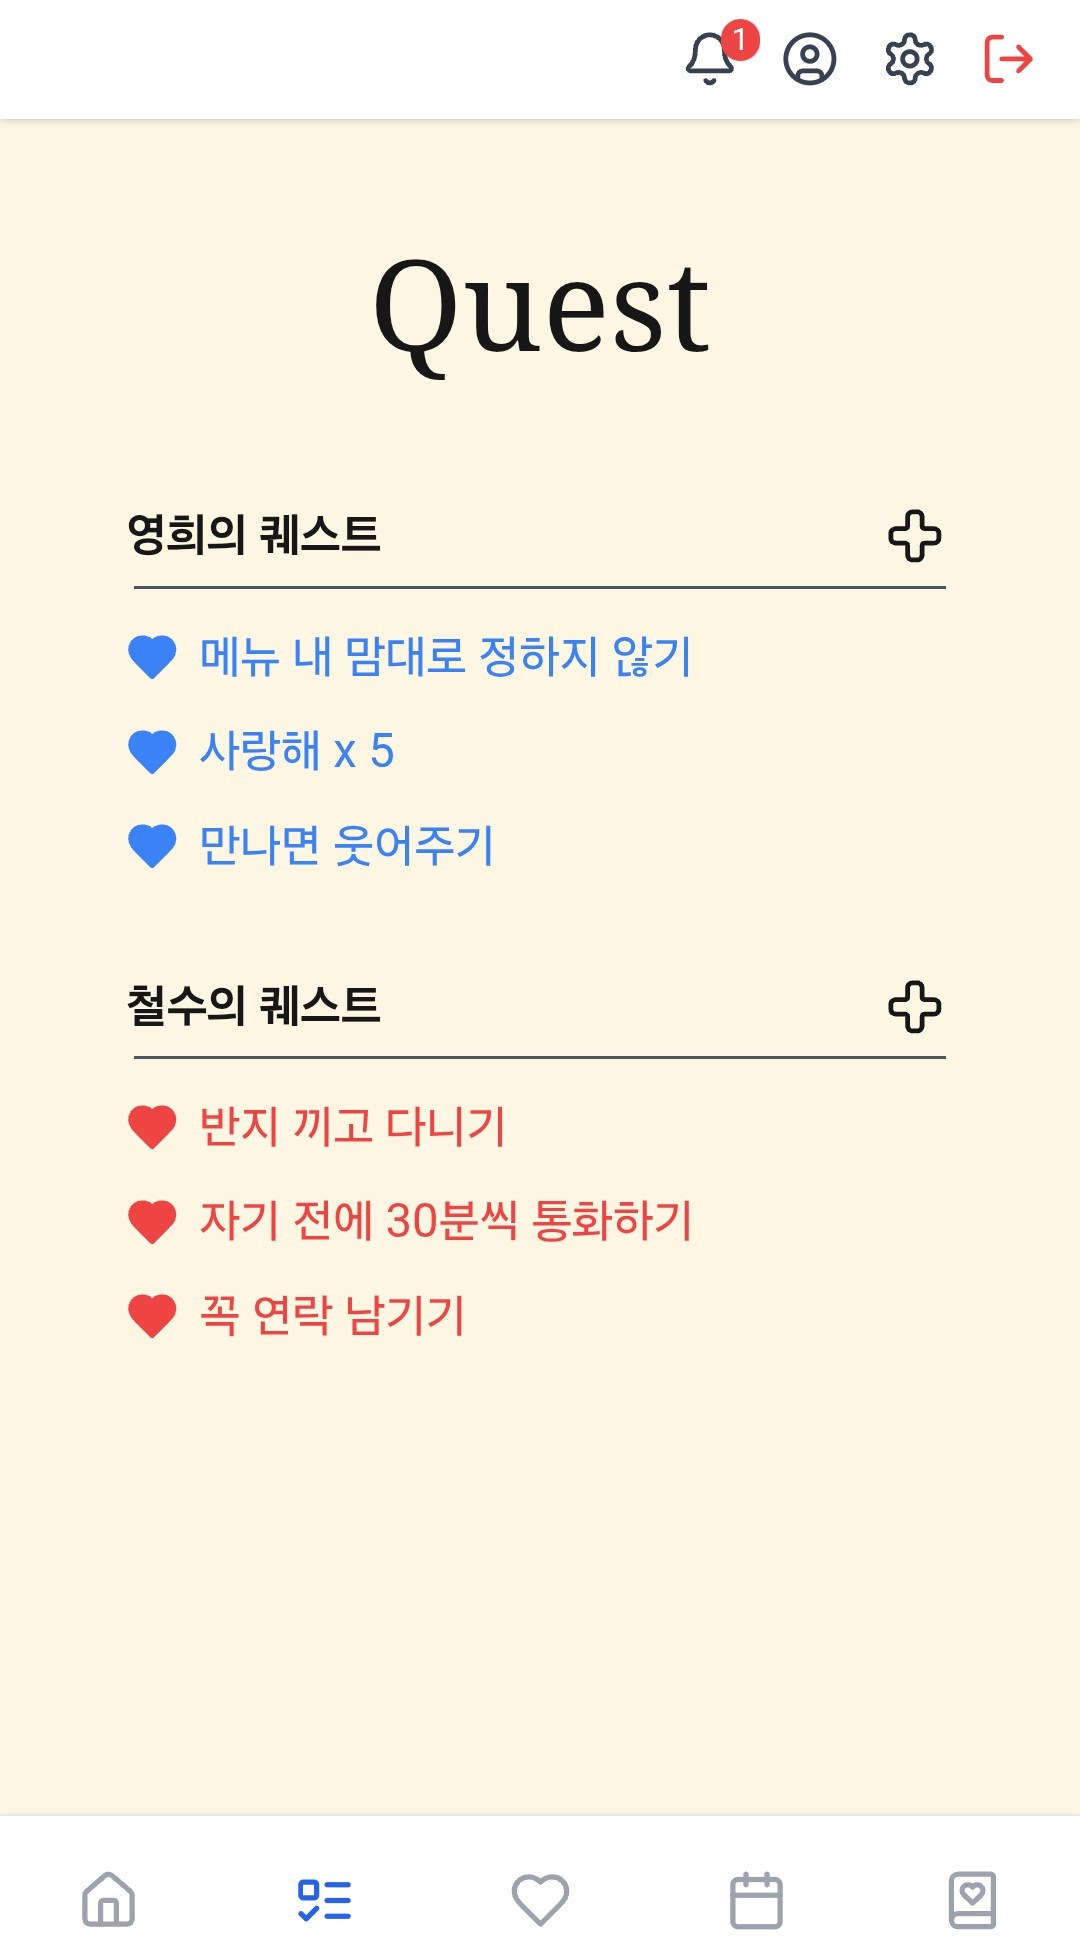 1
Quest
영희의 퀘스트
메뉴 내 맘대로 정하지 않기
사랑해 x 5
만나면 웃어주기
철수의 퀘스트
반지 끼고 다니기
자기 전에 30분씩 통화하기
꼭 연락 남기기